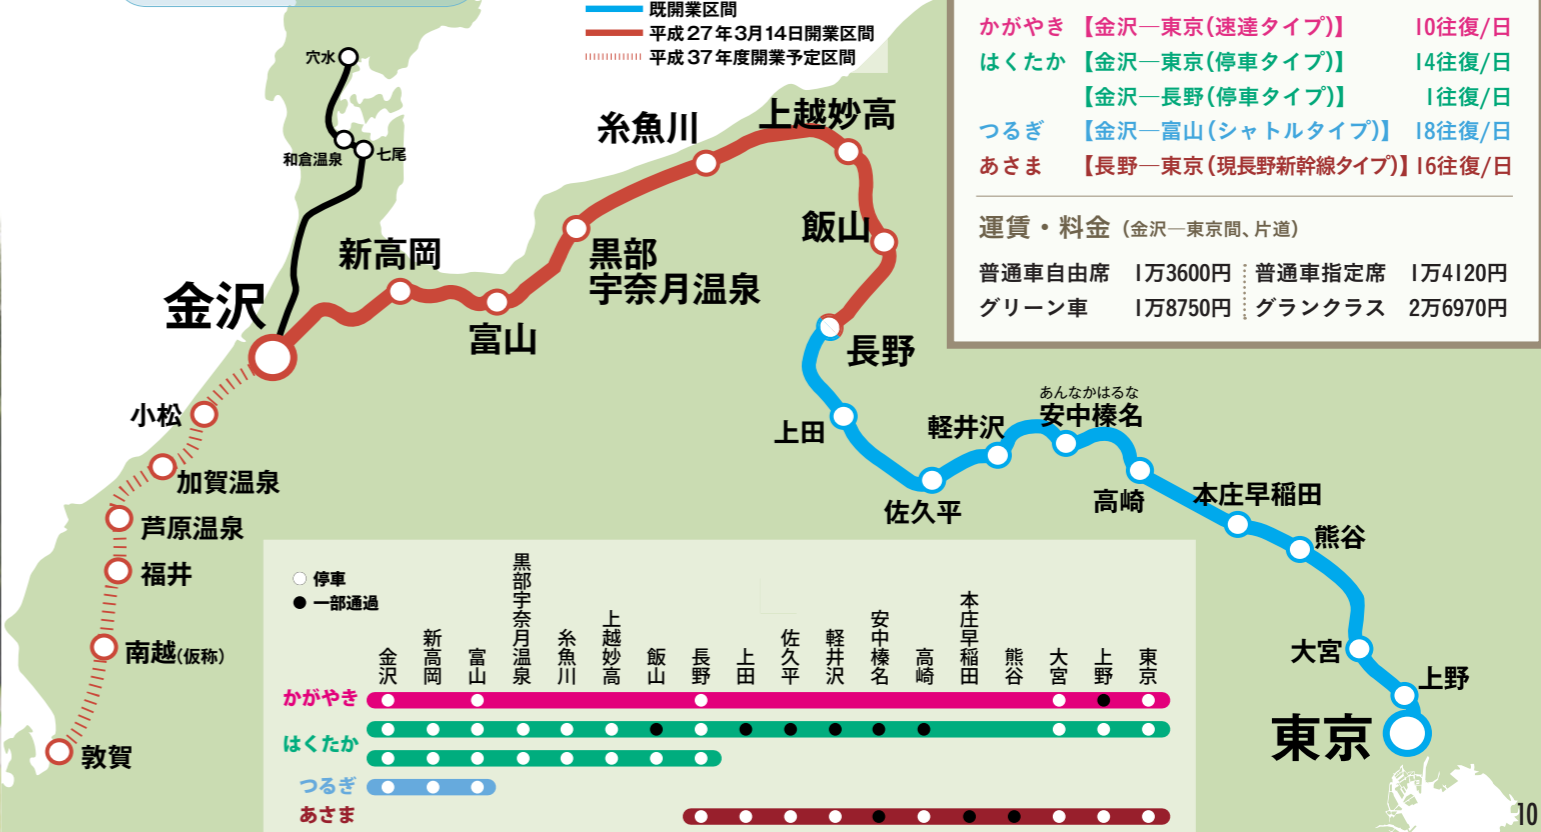 既開業区間
平成27年3月14日開業区間
平成37年度開業予定区間
かがやき 【金沢―東京(速達タイプ)】 10往復/日
はくたか 【金沢―東京(停車タイプ)】 14往復/日
【金沢―長野(停車タイプ)】 1往復/日
つるぎ 【金沢―富山(シャトルタイプ)】 18往復/日
あさま 【長野―東京(現長野新幹線タイプ)】 16往復/日
運賃・料金 (金沢―東京間、片道)
普通車自由席 1万3600円 普通車指定席 1万4120円
グリーン車 1万8750円 グランクラス 2万6970円
穴水
和倉温泉
七尾
金沢
新高岡
富山
黒部
宇奈月温泉
糸魚川
上越妙高
飯山
長野
上田
佐久平
軽井沢
あんなかはるな
安中榛名
高崎
本庄早稲田
熊谷
大宮
上野
東京
小松
加賀温泉
芦原温泉
福井
南越(仮称)
敦賀
停車
一部通過
金沢
新高岡
富山
黒部宇奈月温泉
糸魚川
上越妙高
飯山
長野
上田
佐久平
軽井沢
安中榛名
高崎
本庄早稲田
熊谷
大宮
上野
東京
かがやき
はくたか
つるぎ
あさま
10